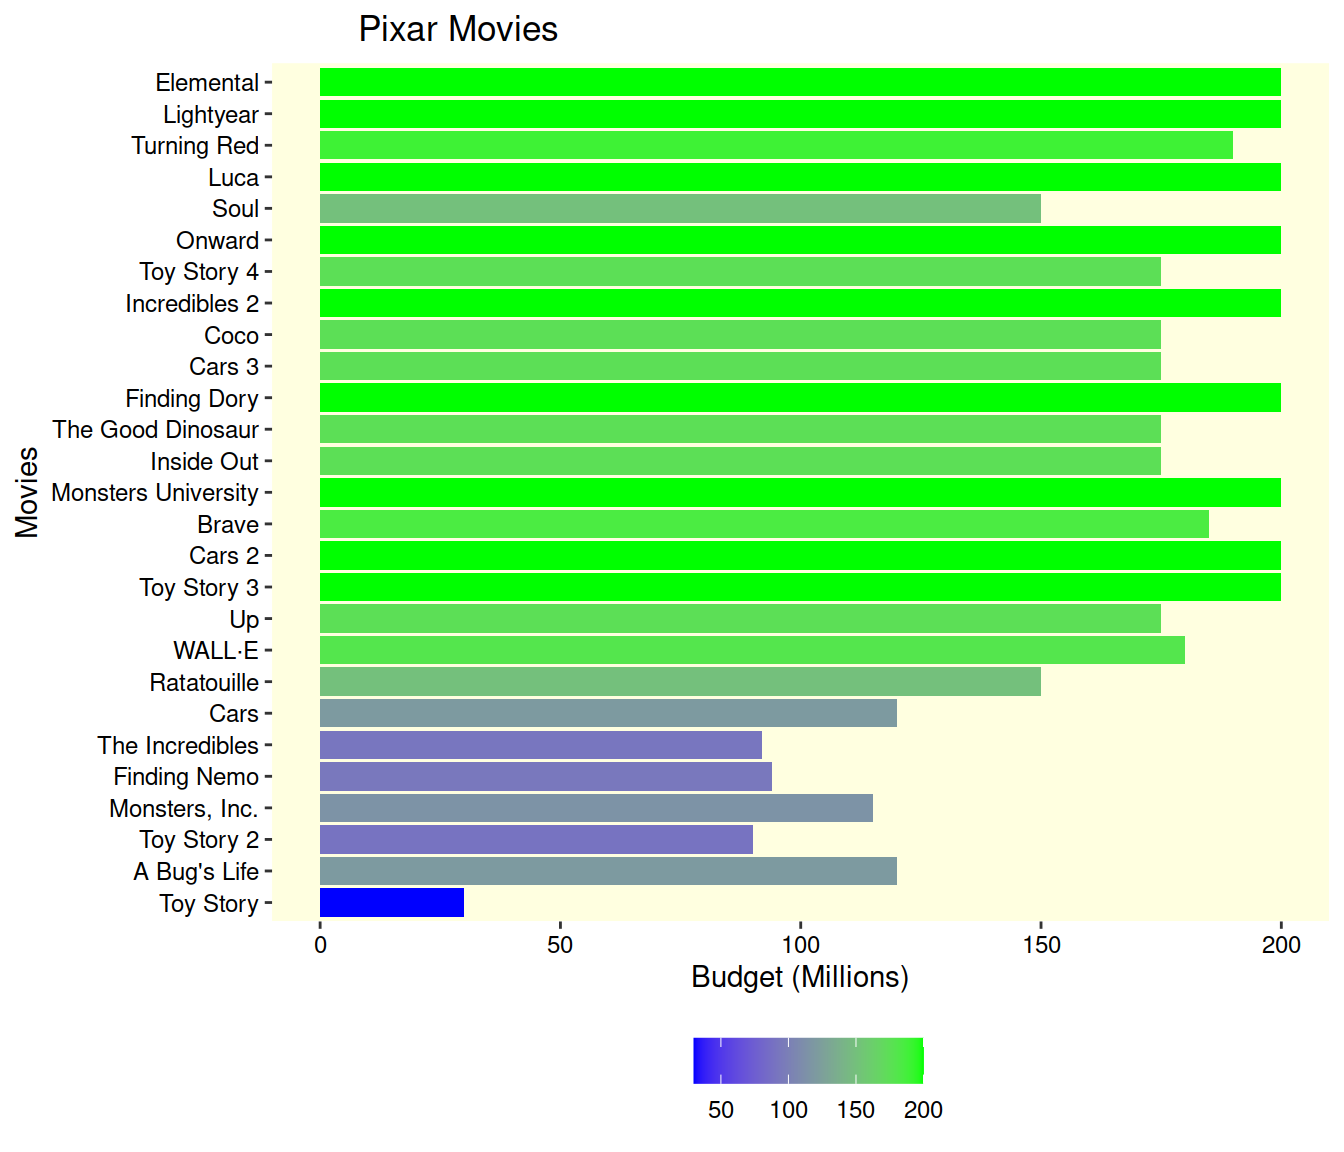 Pixar Movies
Elemental
Lightyear
Turning Red
Luca
Soul
Onward
Toy Story 4
Incredibles 2
Coco
Cars 3
Finding Dory
The Good Dinosaur
Inside Out
Monsters University
Brave
Cars 2
Toy Story 3
Up
WALL·E
Ratatouille
Cars
The Incredibles
Finding Nemo
Monsters, Inc.
Toy Story 2
A Bug's Life
Toy Story
Movies
0 50 100 150 200
Budget (Millions)
50 100 150 200